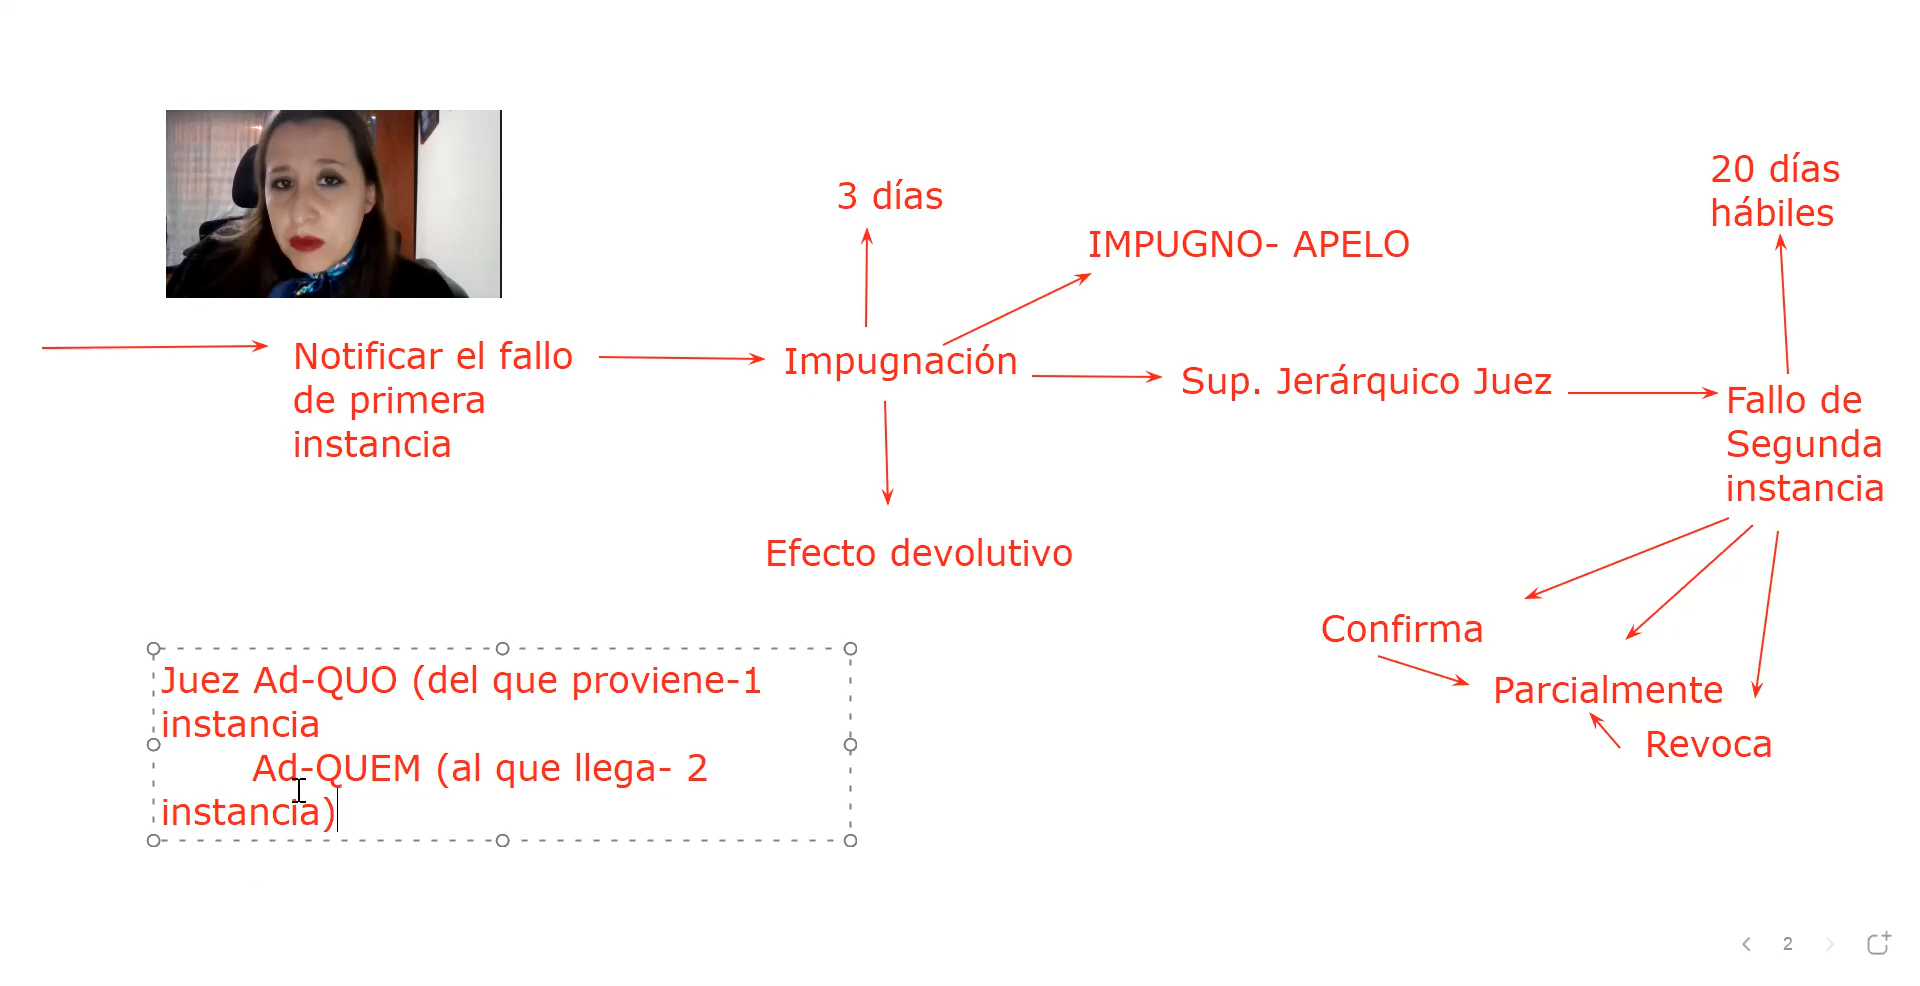 3 días
20 días
hábiles
IMPUGNO- APELO
Notificar el fallo
de primera
instancia
Impugnación
Sup. Jerárquico Juez
Fallo de
Segunda
instancia
Efecto devolutivo
Confirma
Parcialmente
Revoca
Juez Ad-QUO (del que proviene-1
instancia
Ad-QUEM (al que llega- 2
instancia)
2